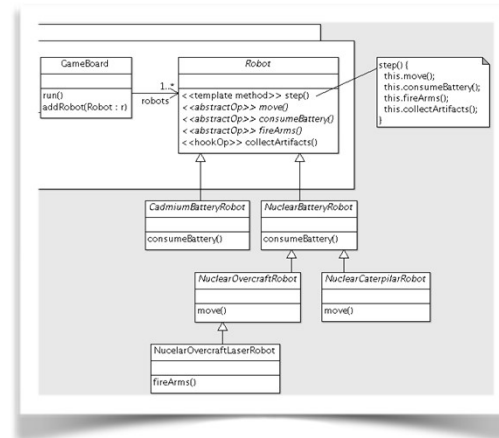 GameBoard
run()
addRobot(Robot : r)
1..*
robots
Robot
<<template method>> step()
<<abstractOp>> move()
<<abstractOp>> consumeBattery()
<<abstractOp>> fireArms()
<<hookOp>> collectArtifacts()
step() {
this.move();
this.consumeBattery();
this.fireArms();
this.collectArtifacts();
}
CadmiumBatteryRobot
consumeBattery()
NuclearBatteryRobot
consumeBattery()
NuclearOvercraftRobot
move()
NuclearCaterpilarRobot
move()
NucelarOvercraftLaserRobot
fireArms()